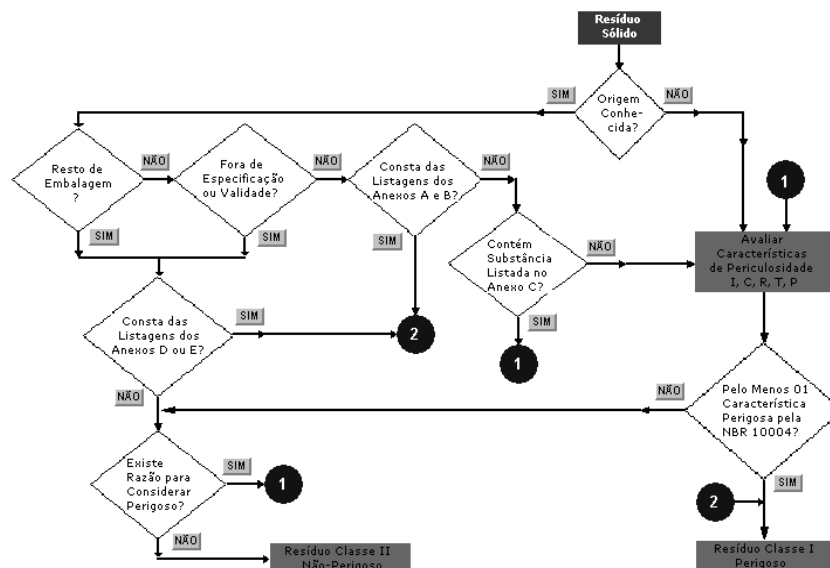 Resíduo
Sólido
SIM
NÃO
Origem
Conhe-
cida?
Resto de
Embalagem
?
NÃO
Fora de
Especificação
ou Validade?
NÃO
Consta das
Listagens dos
Anexos A e B?
NÃO
1
SIM
SIM
SIM
Contém
Substância
Listada no
Anexo C?
NÃO
Avaliar
Características
de Periculosidade
I, C, R, T, P
Consta das
Listagens dos
Anexos D ou E?
SIM
2
SIM
1
NÃO
NÃO
Pelo Menos 01
Característica
Perigosa pela
NBR 10004?
Existe
Razão para
Considerar
Perigoso?
SIM
1
SIM
2
NÃO
Resíduo Classe II
Não-Perigoso
Resíduo Classe I
Perigoso